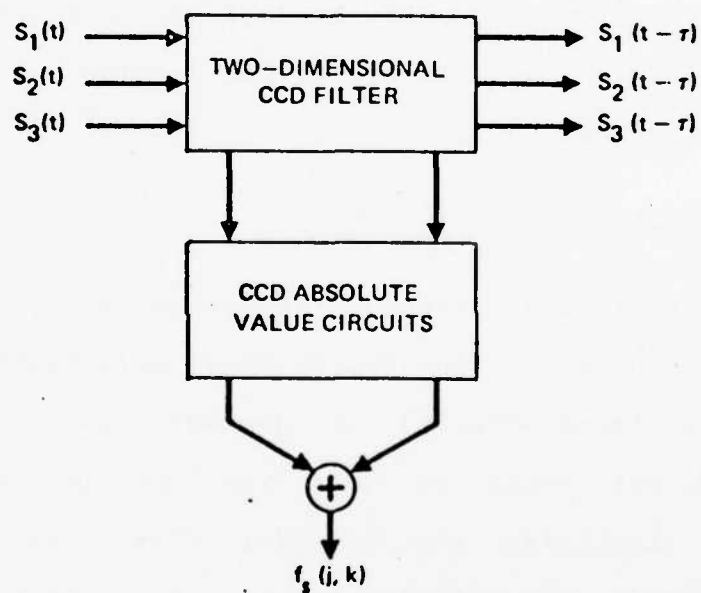 S1(t)
S2(t)
S3(t)
TWO-DIMENSIONAL
CCD FILTER
S1 (t − τ)
S2 (t − τ)
S3 (t − τ)
CCD ABSOLUTE
VALUE CIRCUITS
+
fs (j, k)